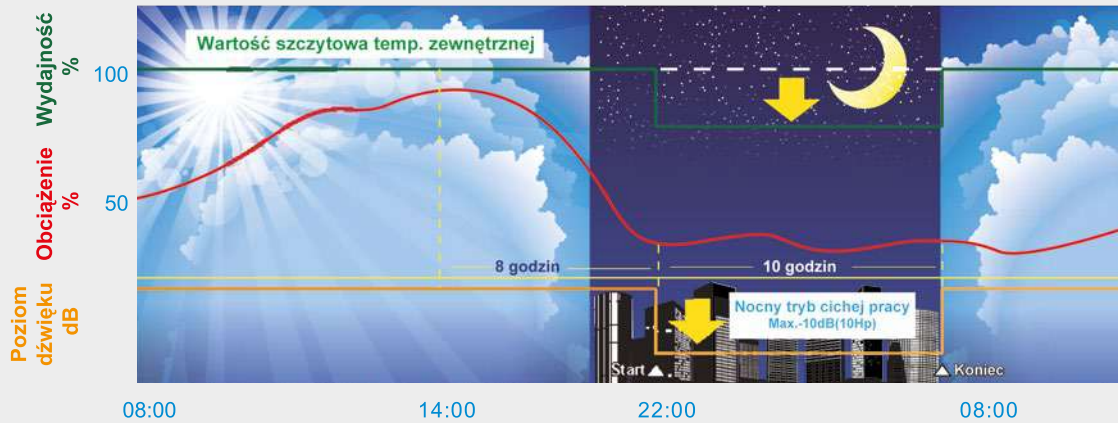 Wydajność
%
Wartość szczytowa temp. zewnętrznej
100
Obciążenie
%
50
8 godzin
10 godzin
Poziom
dźwięku
dB
Nocny tryb cichej pracy
Max.-10dB(10Hp)
Start
Koniec
08:00
14:00
22:00
08:00